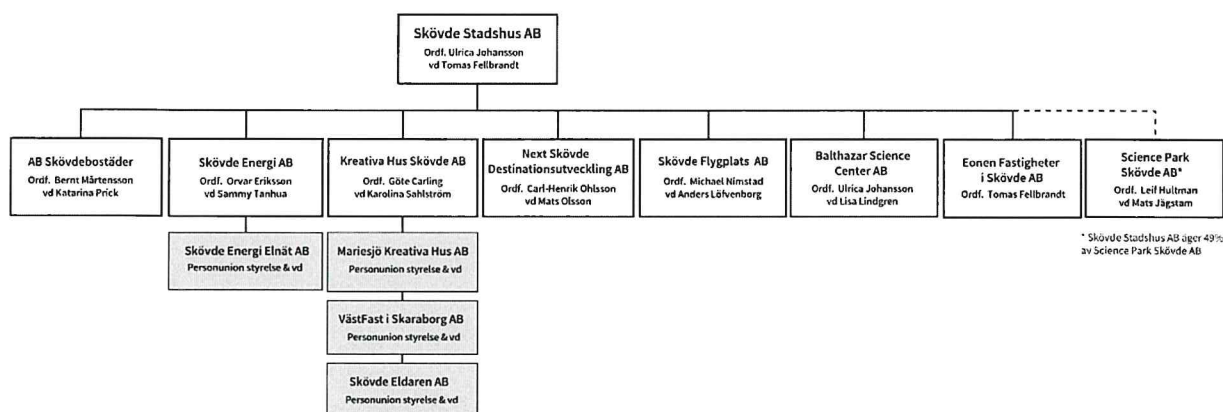 Skövde Stadshus AB
Ordf. Ulrica Johansson
vd Tomas Fellbrandt
AB Skövdebostäder
Ordf. Bernt Mårtensson
vd Katarina Prick
Skövde Energi AB
Ordf. Orvar Eriksson
vd Sammy Tanhua
Kreativa Hus Skövde AB
Ordf. Göte Carling
vd Karolina Sahlström
Next Skövde
Destinationsutveckling AB
Ordf. Carl-Henrik Ohlsson
vd Mats Olsson
Skövde Flygplats AB
Ordf. Michael Nimstad
vd Anders Löfvenborg
Balthazar Science
Center AB
Ordf. Ulrica Johansson
vd Lisa Lindgren
Eonen Fastigheter
i Skövde AB
Ordf. Tomas Fellbrandt
Science Park
Skövde AB*
Ordf. Leif Hultman
vd Mats Jägstam
* Skövde Stadshus AB äger 49%
av Science Park Skövde AB
Skövde Energi Elnät AB
Personunion styrelse & vd
Mariesjö Kreativa Hus AB
Personunion styrelse & vd
VästFast i Skaraborg AB
Personunion styrelse & vd
Skövde Eldaren AB
Personunion styrelse & vd